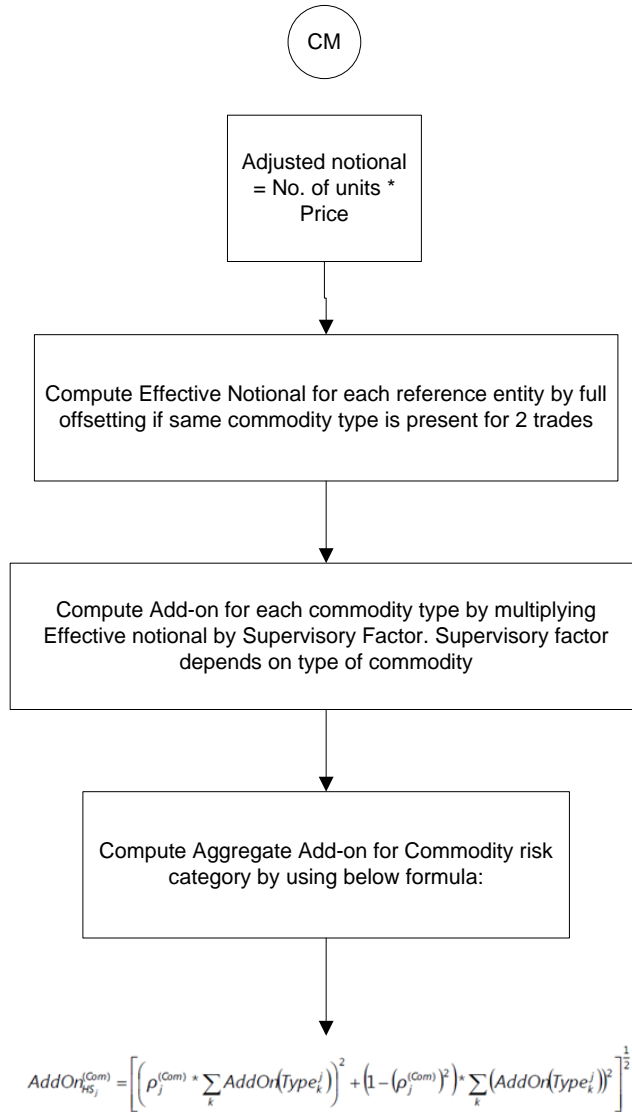 CM
Adjusted notional
= No. of units *
Price
Compute Effective Notional for each reference entity by full
offsetting if same commodity type is present for 2 trades
Compute Add-on for each commodity type by multiplying
Effective notional by Supervisory Factor. Supervisory factor
depends on type of commodity
Compute Aggregate Add-on for Commodity risk
category by using below formula:
AddOn_{HS_j}^{(Com)} = [(ρ_j^{(Com)} * ∑_k AddOn(Type_k^j))^2 + (1 - (ρ_j^{(Com)})^2) * ∑_k (AddOn(Type_k^j))^2]^{1/2}